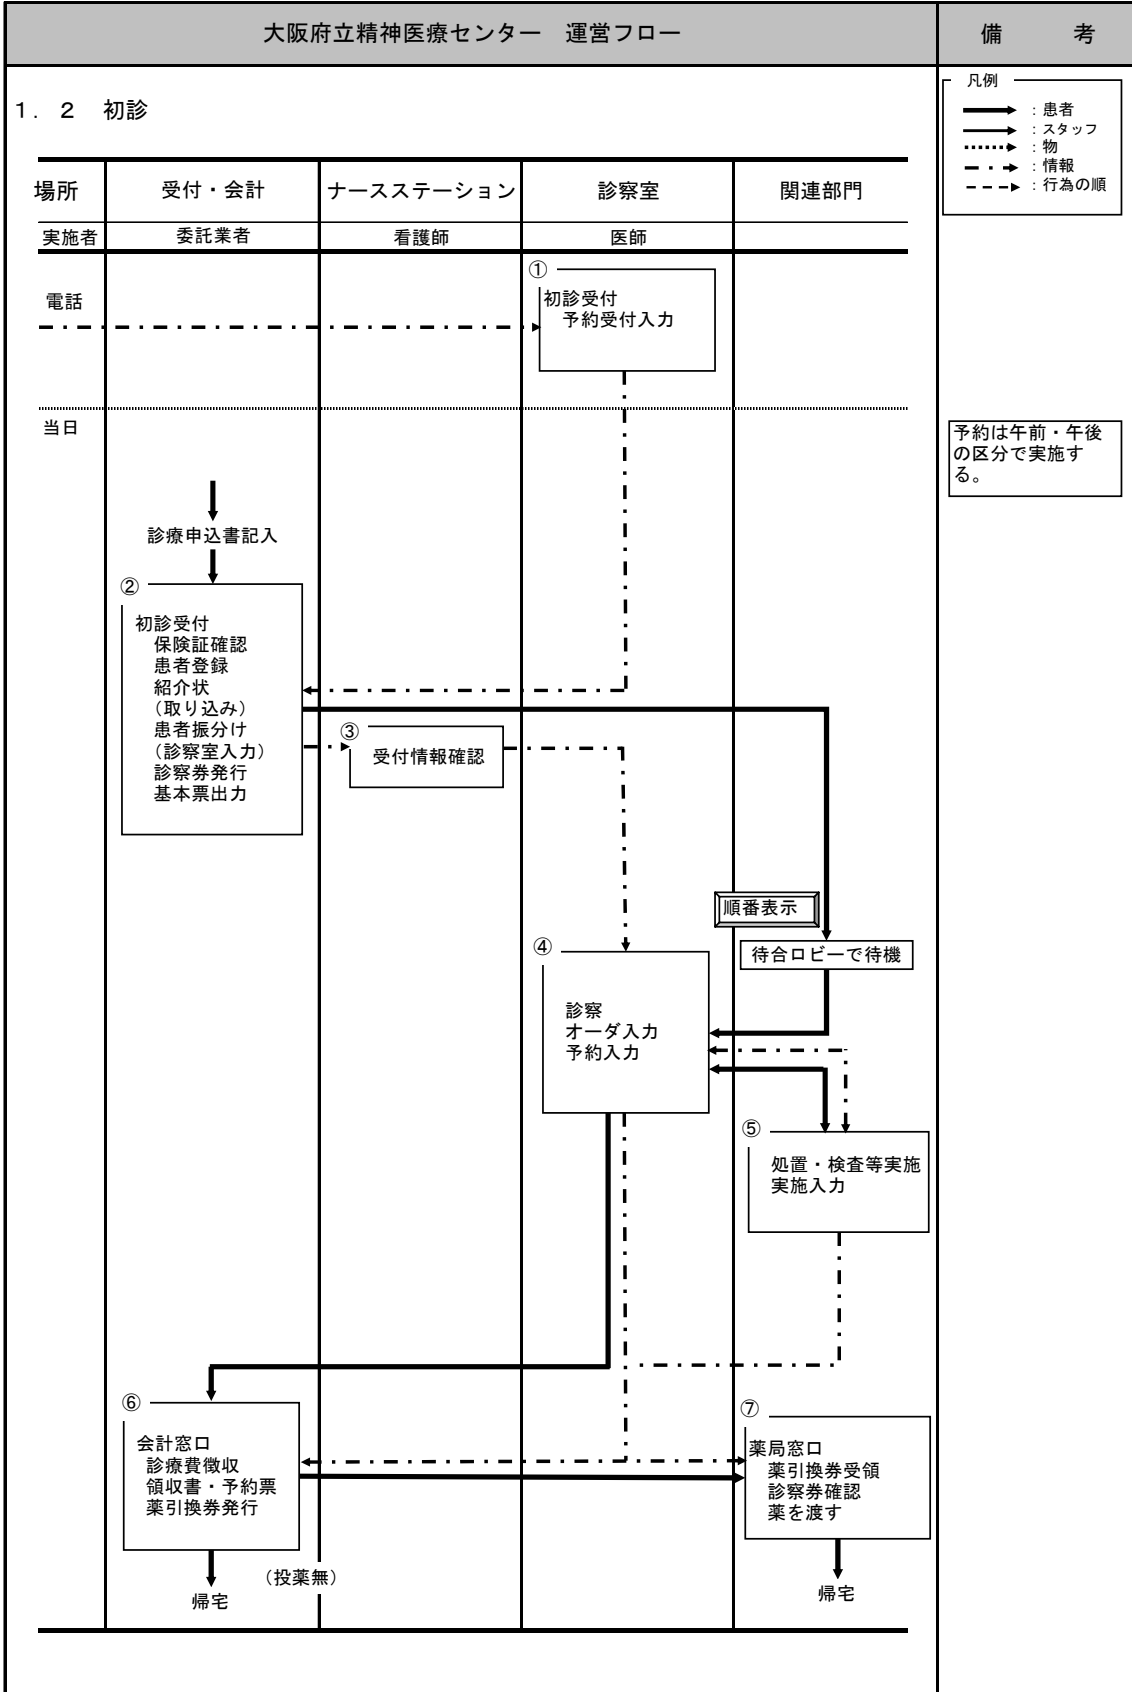 大阪府立精神医療センター　運営フロー
備　　　考
1．2　初診
凡例
：患者
：スタッフ
：物
：情報
：行為の順
場所
受付・会計
ナースステーション
診察室
関連部門
実施者
委託業者
看護師
医師
電話
①
初診受付
予約受付入力
当日
予約は午前・午後
の区分で実施す
る。
診療申込書記入
②
初診受付
保険証確認
患者登録
紹介状
（取り込み）
患者振分け
（診察室入力）
診察券発行
基本票出力
③
受付情報確認
順番表示
待合ロビーで待機
④
診察
オーダ入力
予約入力
⑤
処置・検査等実施
実施入力
⑥
会計窓口
診療費徴収
領収書・予約票
薬引換券発行
⑦
薬局窓口
薬引換券受領
診察券確認
薬を渡す
（投薬無）
帰宅
帰宅